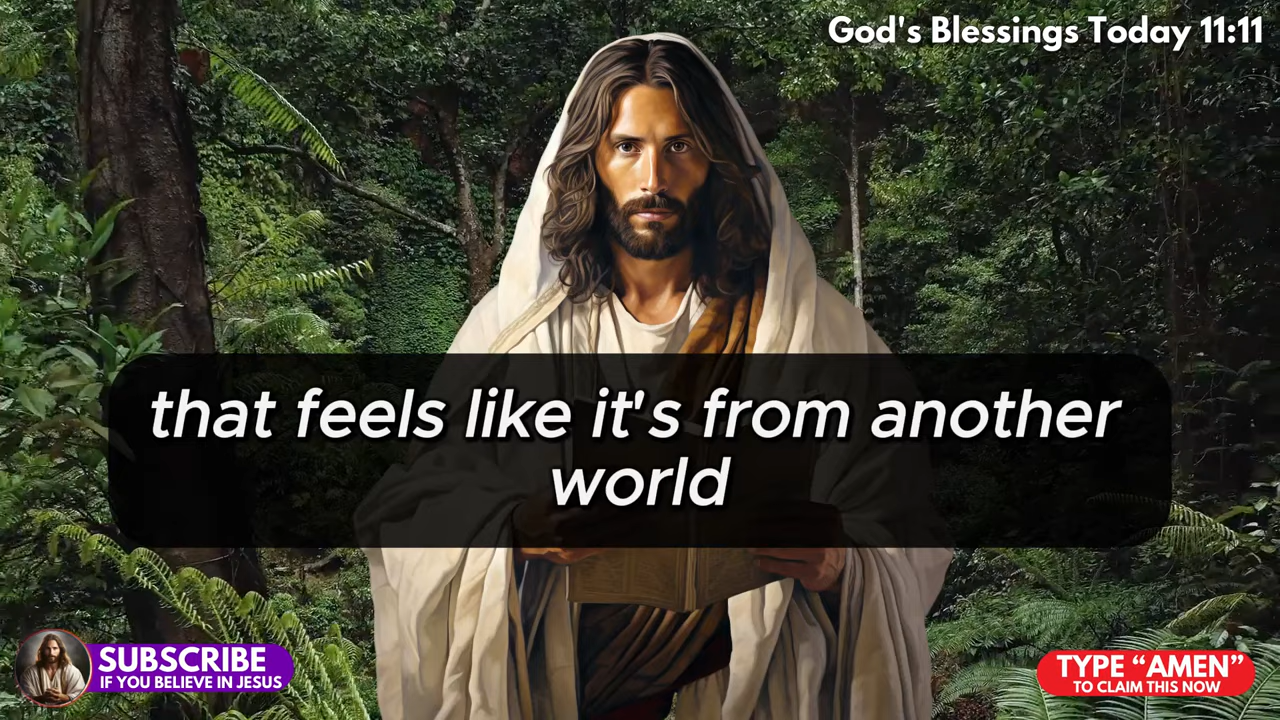 God's Blessings Today 11:11
that feels like it's from another
world
SUBSCRIBE
IF YOU BELIEVE IN JESUS
TYPE “AMEN”
TO CLAIM THIS NOW